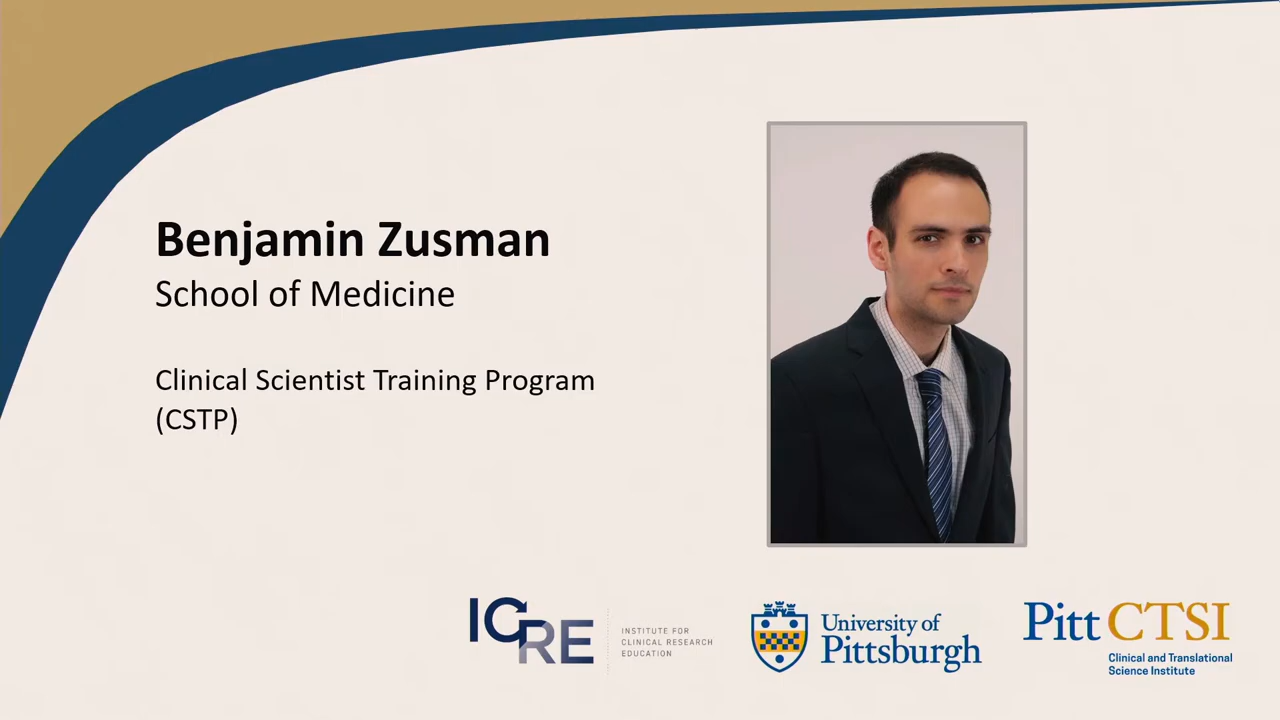 Benjamin Zusman
School of Medicine
Clinical Scientist Training Program
(CSTP)
ICRE
INSTITUTE FOR
CLINICAL RESEARCH
EDUCATION
University of
Pittsburgh
Pitt CTSI
Clinical and Translational
Science Institute